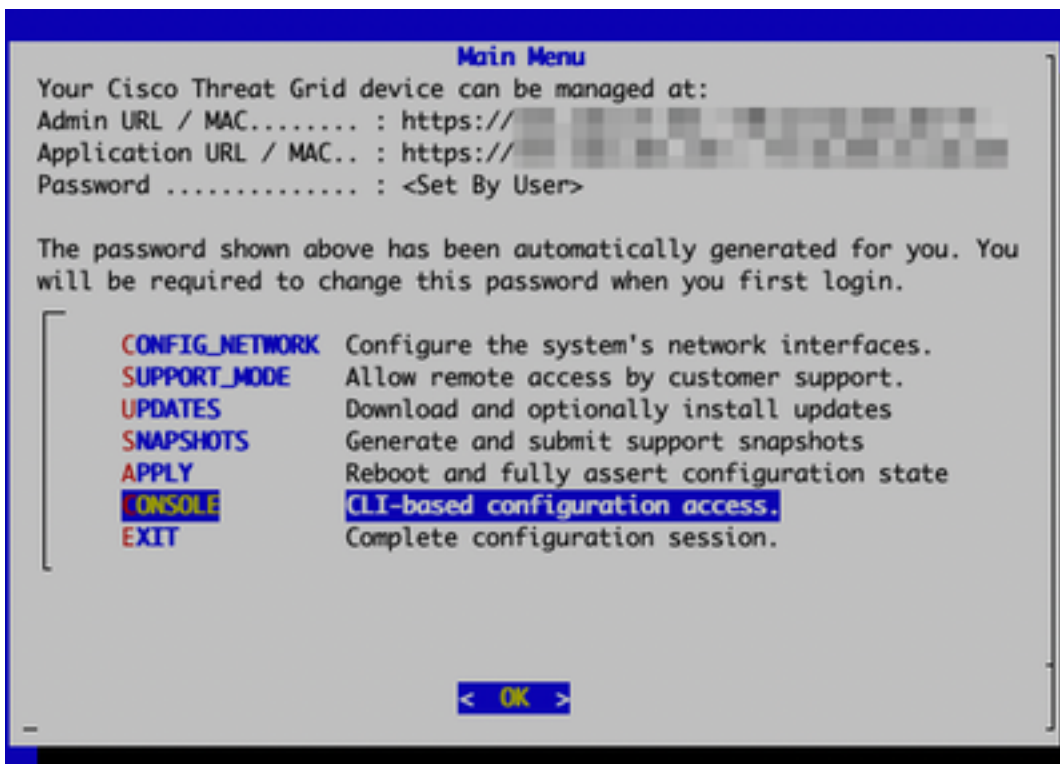 Main Menu
Your Cisco Threat Grid device can be managed at:
Admin URL / MAC........ : https://
Application URL / MAC.. : https://
Password .............. : <Set By User>
The password shown above has been automatically generated for you. You
will be required to change this password when you first login.
CONFIG_NETWORK Configure the system's network interfaces.
SUPPORT_MODE Allow remote access by customer support.
UPDATES Download and optionally install updates
SNAPSHOTS Generate and submit support snapshots
APPLY Reboot and fully assert configuration state
CONSOLE CLI-based configuration access.
EXIT Complete configuration session.
< OK >